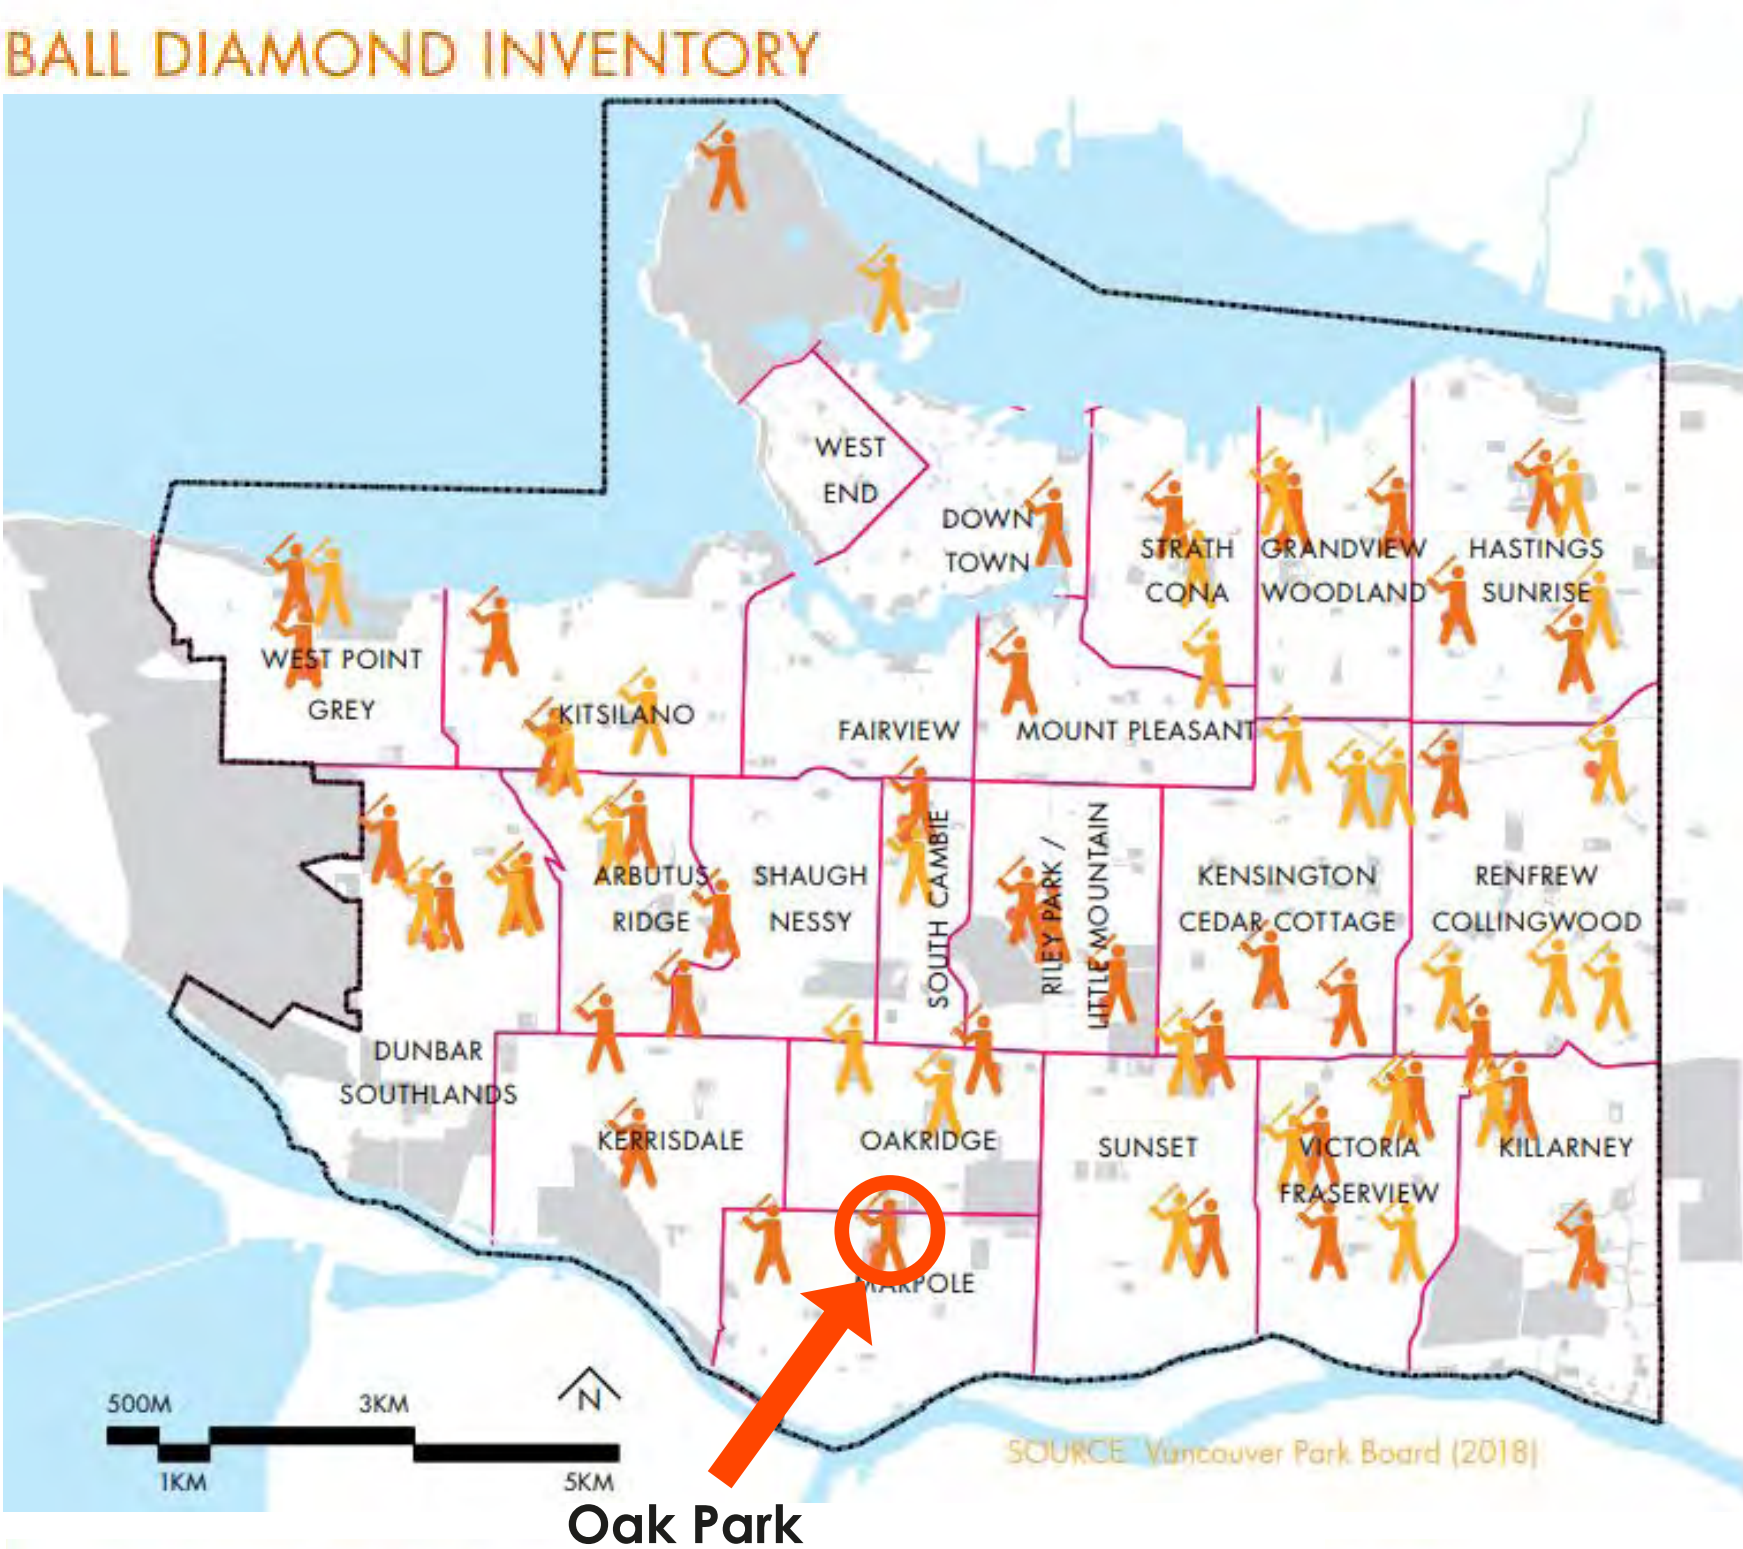 BALL DIAMOND INVENTORY
WEST
END
DOWN
TOWN
STRATH
CONA
GRANDVIEW
WOODLAND
HASTINGS
SUNRISE
WEST POINT
GREY
KITSILANO
FAIRVIEW
MOUNT PLEASANT
ARBUTUS
RIDGE
SHAUGH
NESSY
SOUTH CAMBIE
RILEY PARK /
LITTLE MOUNTAIN
KENSINGTON
CEDAR COTTAGE
RENFREW
COLLINGWOOD
DUNBAR
SOUTHLANDS
KERRISDALE
OAKRIDGE
SUNSET
VICTORIA
FRASERVIEW
KILLARNEY
MARPOLE
500M
3KM
N
1KM
5KM
SOURCE Vancouver Park Board (2018)
Oak Park